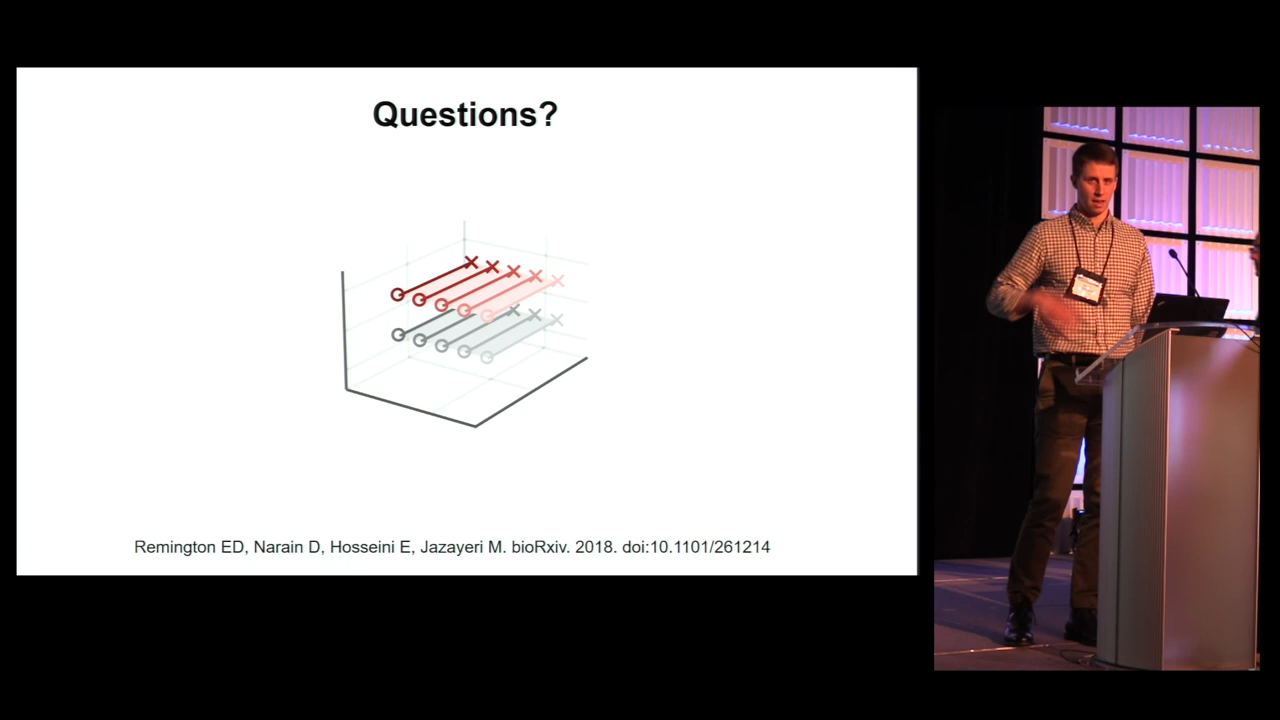 Questions?
Remington ED, Narain D, Hosseini E, Jazayeri M. bioRxiv. 2018. doi:10.1101/261214